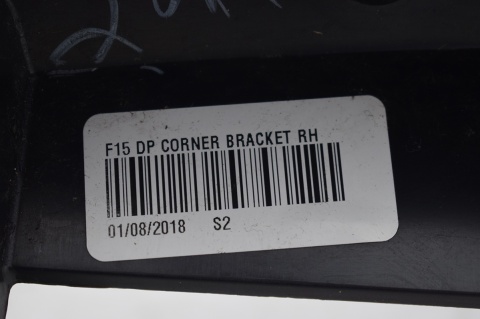 F15 DP CORNER BRACKET RH
01/08/2018 S2